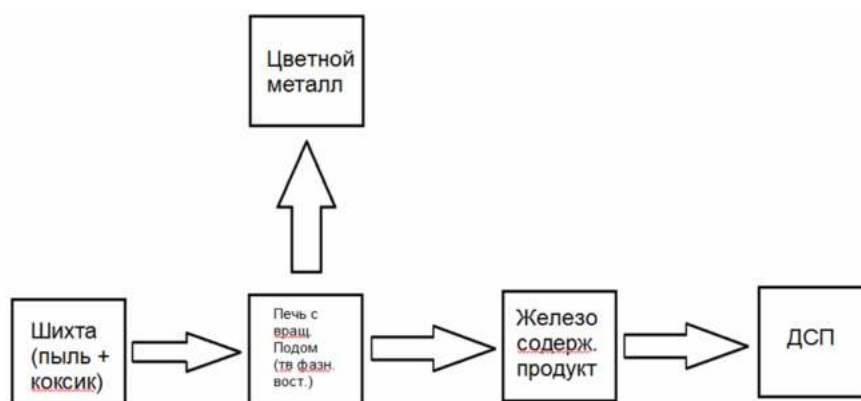 Цветной
металл
Шихта
(пыль +
коксик)
Печь с
вращ.
Подом
(тв фазн.
вост.)
Железо
содерж.
продукт
ДСП